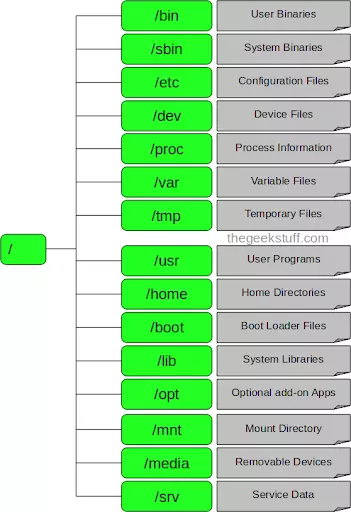 /bin User Binaries
/sbin System Binaries
/etc Configuration Files
/dev Device Files
/proc Process Information
/var Variable Files
/tmp Temporary Files
thegeekstuff.com
/
/usr User Programs
/home Home Directories
/boot Boot Loader Files
/lib System Libraries
/opt Optional add-on Apps
/mnt Mount Directory
/media Removable Devices
/srv Service Data